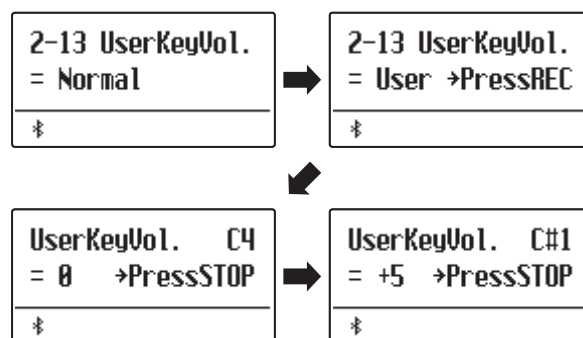 2-13 UserKeyVol.
= Normal
2-13 UserKeyVol.
= User →PressREC
UserKeyVol. C4
= 0 →PressSTOP
UserKeyVol. C#1
= +5 →PressSTOP